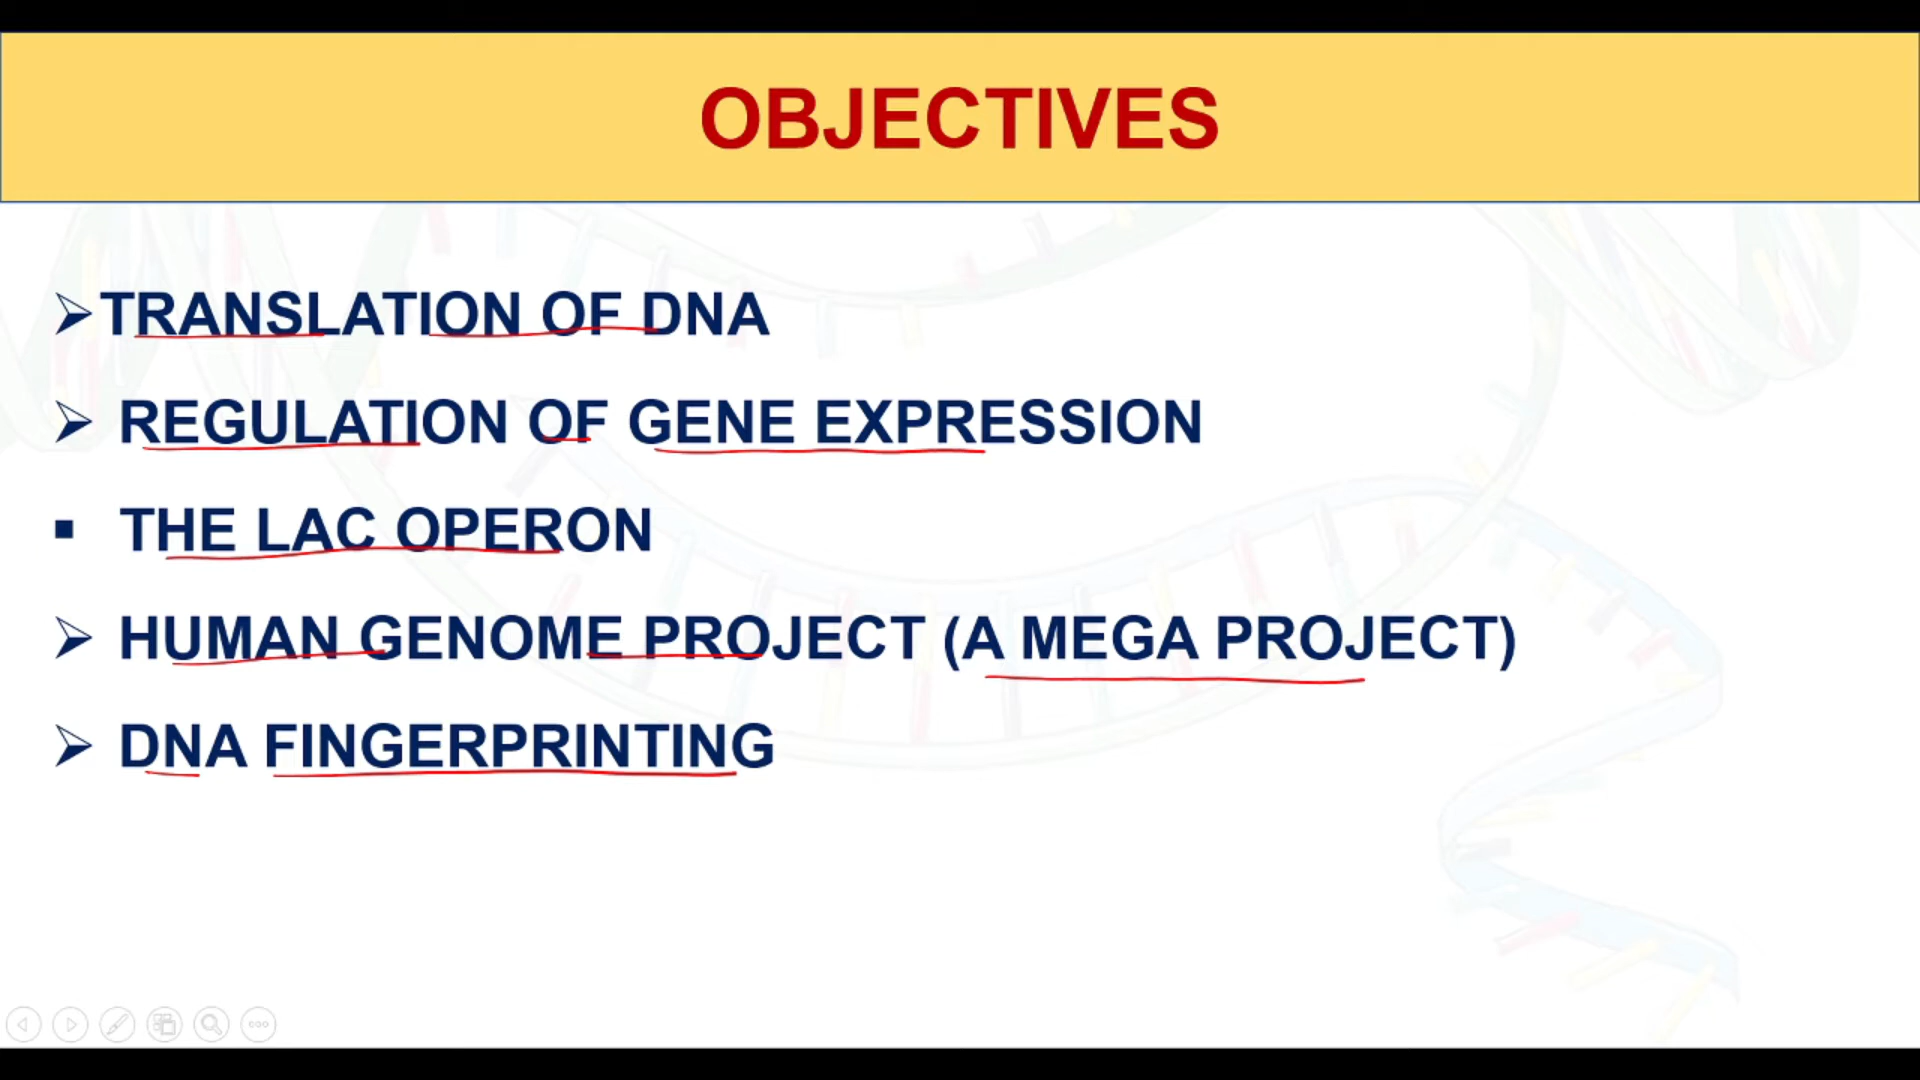 OBJECTIVES
➢TRANSLATION OF DNA
➢ REGULATION OF GENE EXPRESSION
▪ THE LAC OPERON
➢ HUMAN GENOME PROJECT (A MEGA PROJECT)
➢ DNA FINGERPRINTING